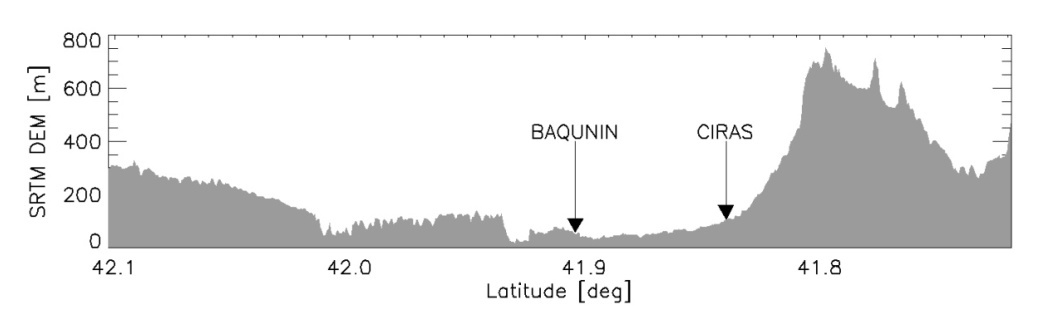 800
600
400
200
0
SRTM DEM [m]
BAQUNIN
CIRAS
42.1 42.0 41.9 41.8
Latitude [deg]